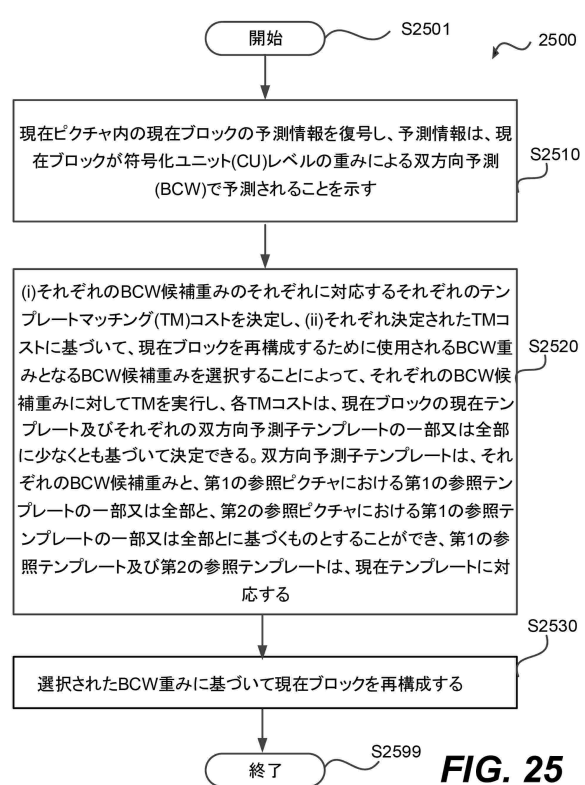 開始
S2501
2500
現在ピクチャ内の現在ブロックの予測情報を復号し、予測情報は、現
在ブロックが符号化ユニット(CU)レベルの重みによる双方向予測
(BCW)で予測されることを示す
S2510
(i)それぞれのBCW候補重みのそれぞれに対応するそれぞれのテン
プレートマッチング(TM)コストを決定し、(ii)それぞれ決定されたTMコ
ストに基づいて、現在ブロックを再構成するために使用されるBCW重
みとなるBCW候補重みを選択することによって、それぞれのBCW候
補重みに対してTMを実行し、各TMコストは、現在ブロックの現在テン
プレート及びそれぞれの双方向予測子テンプレートの一部又は全部
に少なくとも基づいて決定できる。双方向予測子テンプレートは、それ
ぞれのBCW候補重みと、第1の参照ピクチャにおける第1の参照テン
プレートの一部又は全部と、第2の参照ピクチャにおける第1の参照テ
ンプレートの一部又は全部とに基づくものとすることができ、第1の参
照テンプレート及び第2の参照テンプレートは、現在テンプレートに対
応する
S2520
S2530
選択されたBCW重みに基づいて現在ブロックを再構成する
終了
S2599
FIG. 25